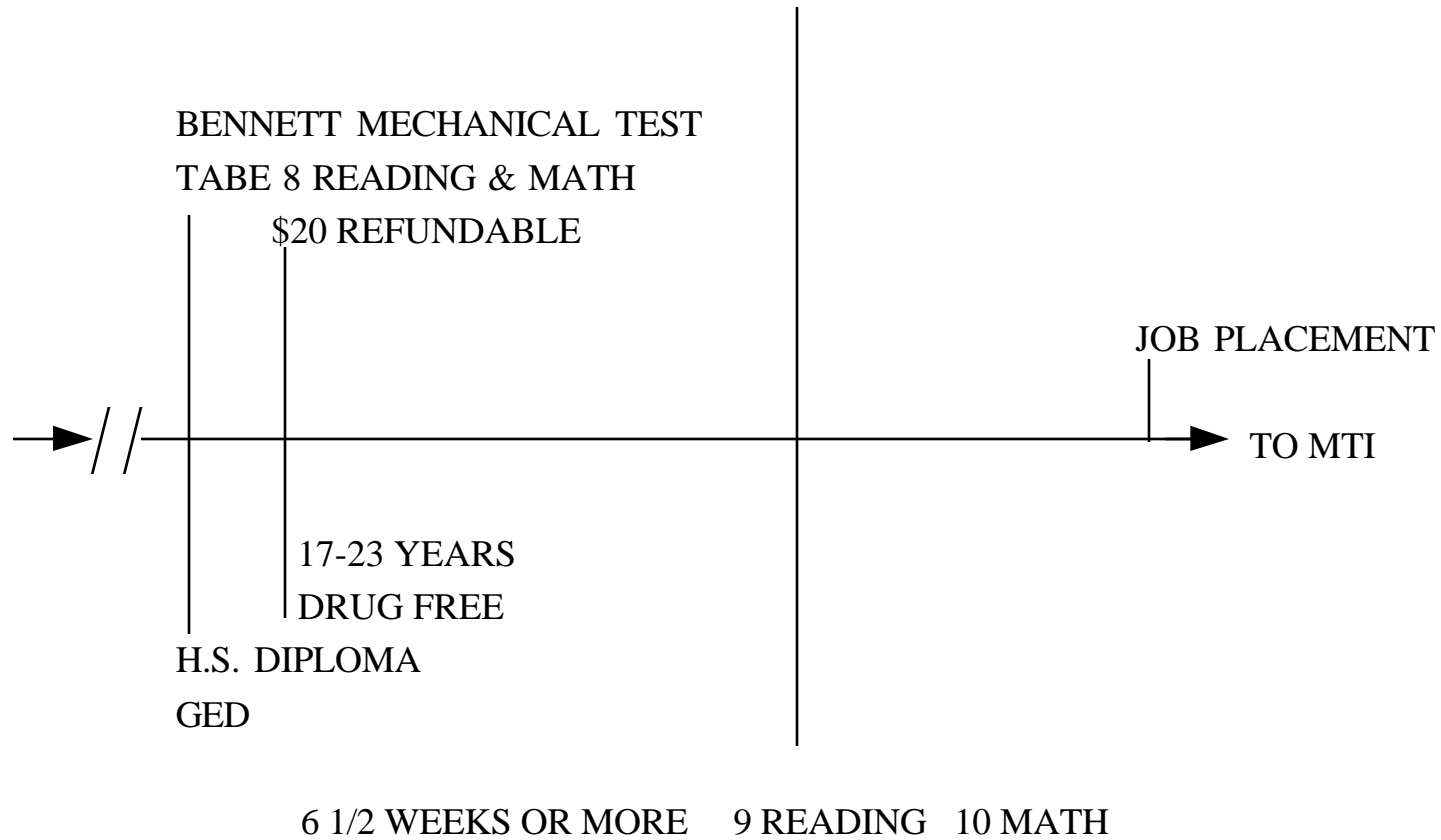 BENNETT MECHANICAL TEST
TABE 8 READING & MATH
$20 REFUNDABLE
JOB PLACEMENT
TO MTI
17-23 YEARS
DRUG FREE
H.S. DIPLOMA
GED
6 1/2 WEEKS OR MORE 9 READING 10 MATH